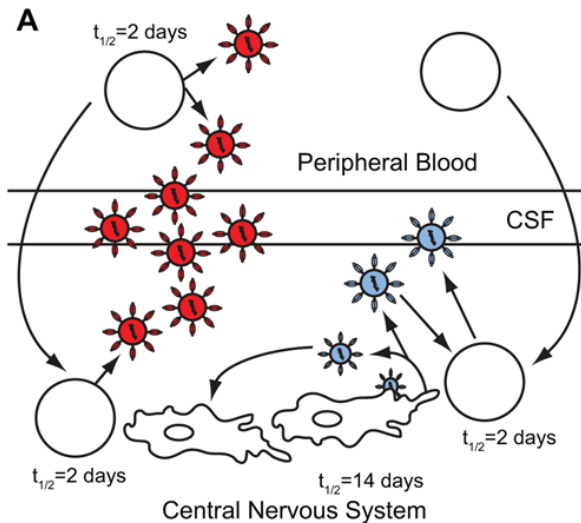 A
t1/2=2 days
Peripheral Blood
CSF
t1/2=2 days
t1/2=2 days
t1/2=14 days
Central Nervous System